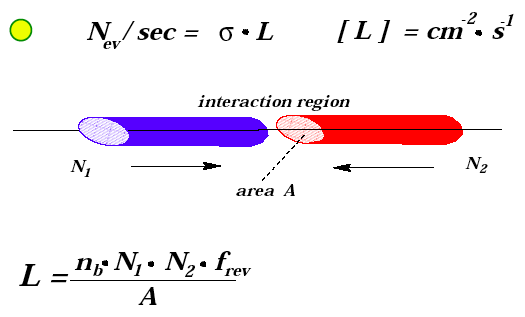 N_ev/sec = σ · L [ L ] = cm^-2 · s^-1
interaction region
N_1 N_2
area A
L = n_b · N_1 · N_2 · f_rev / A